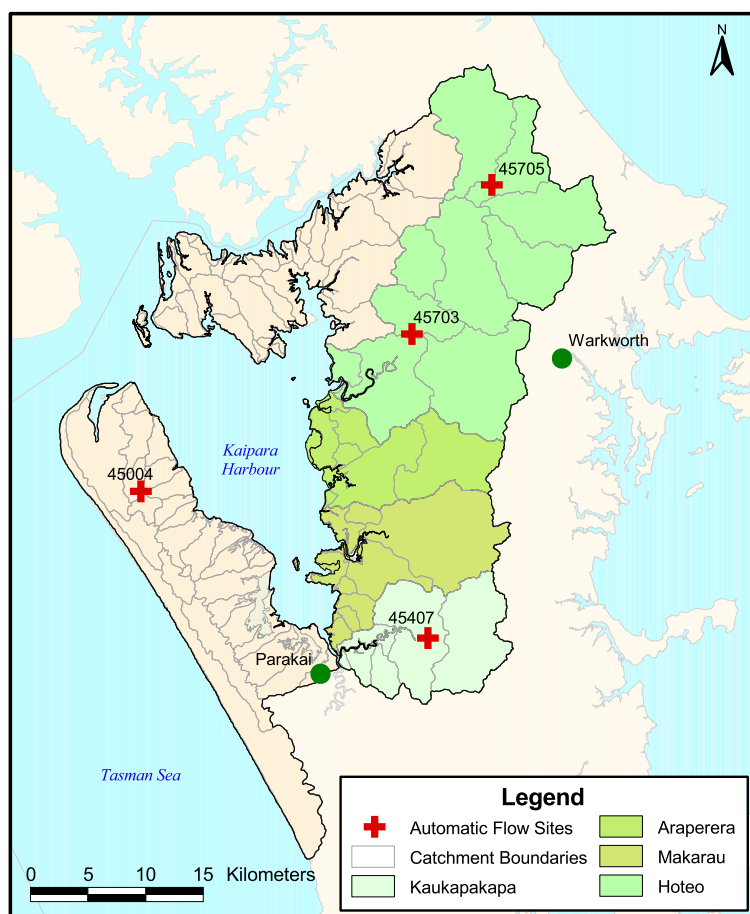 N
45705
45703
Warkworth
Kaipara
Harbour
45004
45407
Parakai
Tasman Sea
Legend
Automatic Flow Sites
Araperera
Catchment Boundaries
Makarau
Kaukapakapa
Hoteo
0 5 10 15 Kilometers